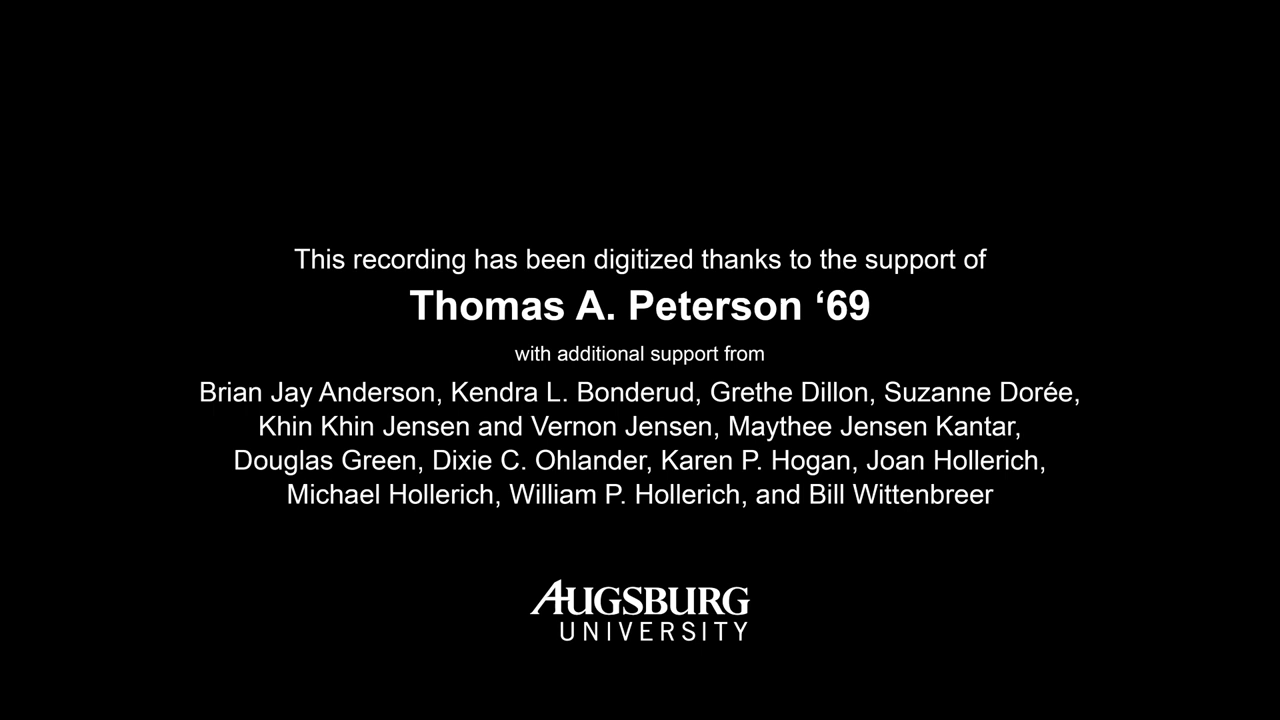 This recording has been digitized thanks to the support of
Thomas A. Peterson ‘69
with additional support from
Brian Jay Anderson, Kendra L. Bonderud, Grethe Dillon, Suzanne Dorée,
Khin Khin Jensen and Vernon Jensen, Maythee Jensen Kantar,
Douglas Green, Dixie C. Ohlander, Karen P. Hogan, Joan Hollerich,
Michael Hollerich, William P. Hollerich, and Bill Wittenbreer
AUGSBURG
UNIVERSITY